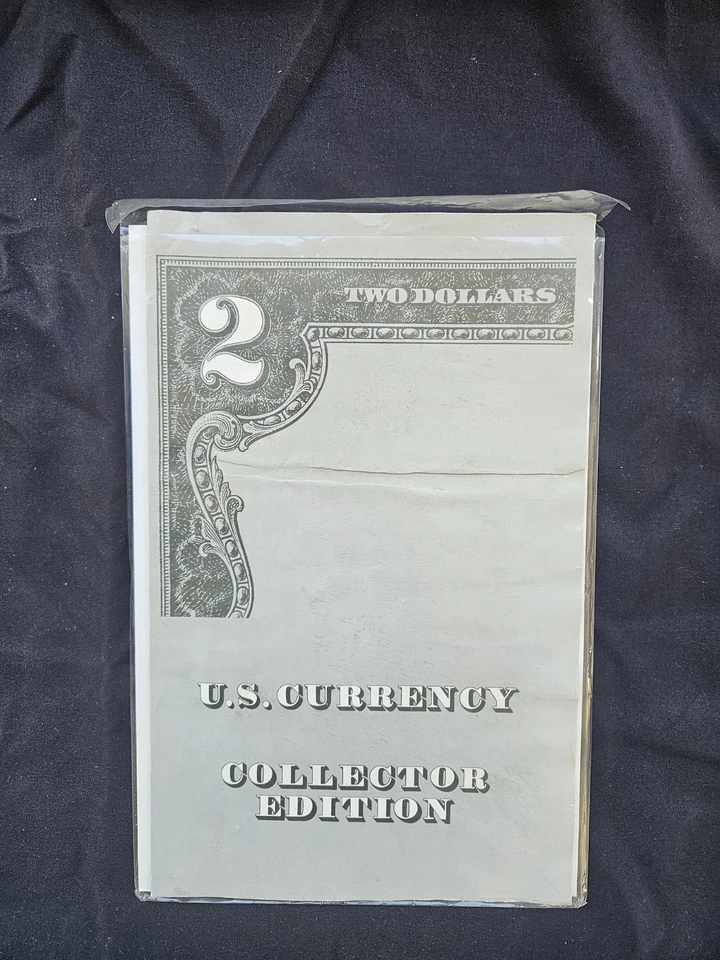 2
TWO DOLLARS
U.S. CURRENCY
COLLECTOR
EDITION